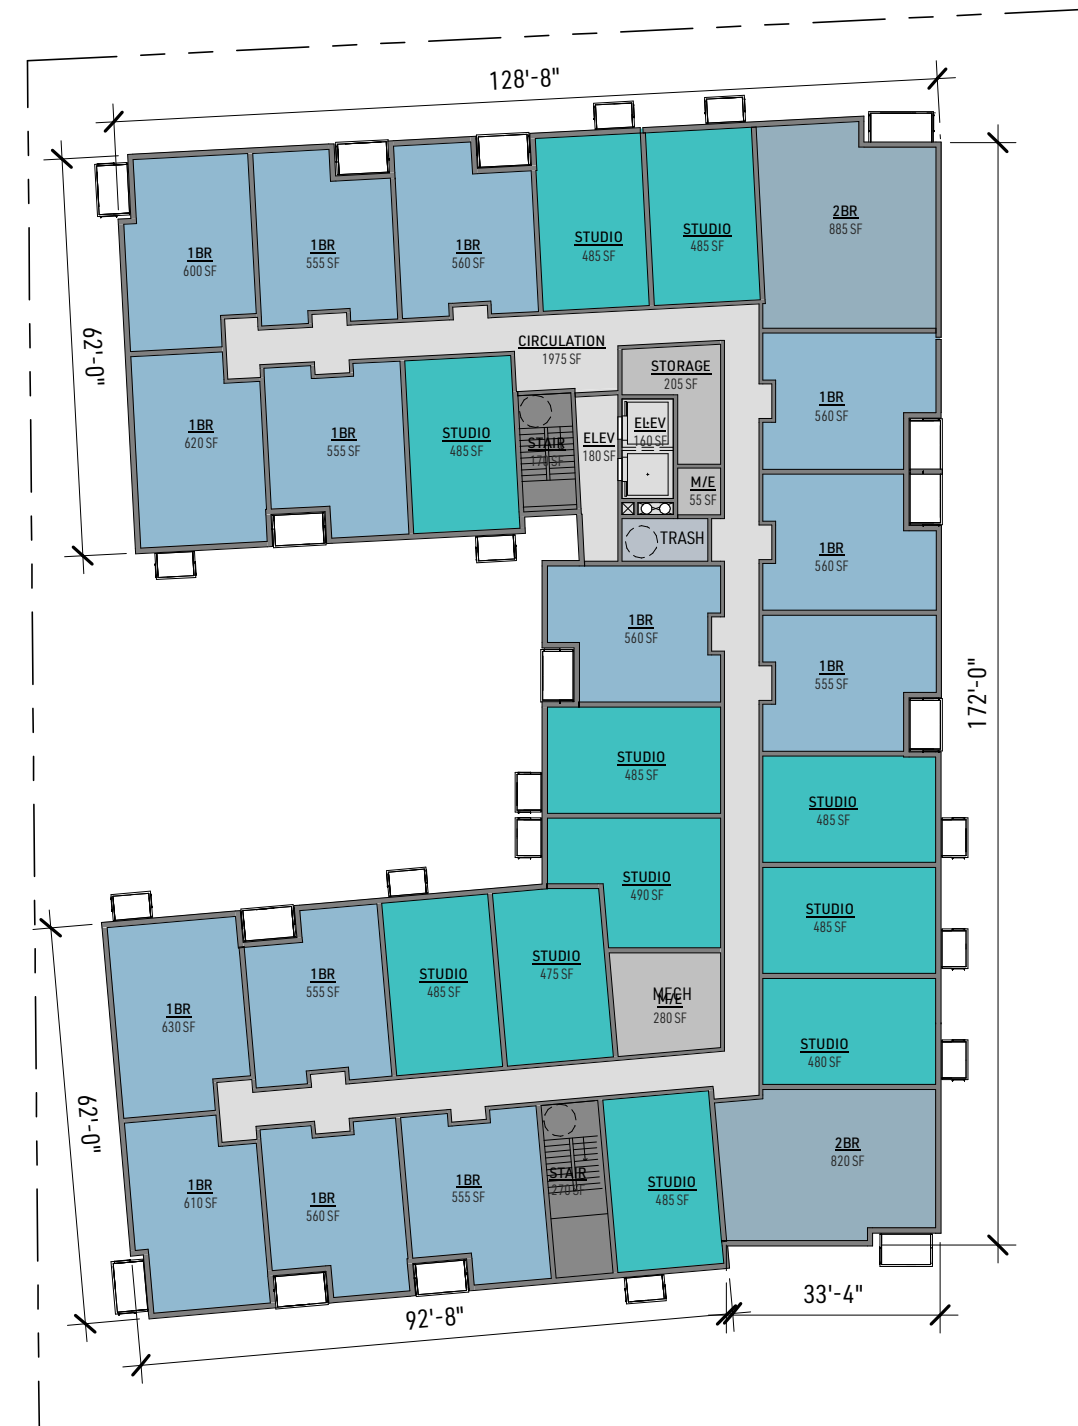 128'-8"
2BR
885 SF
STUDIO
485 SF
STUDIO
485 SF
1BR
600 SF
1BR
555 SF
1BR
560 SF
62'-0"
CIRCULATION
1975 SF
STORAGE
205 SF
1BR
560 SF
1BR
620 SF
1BR
555 SF
STUDIO
485 SF
STAIR
170 SF
ELEV
180 SF
ELEV
160 SF
M/E
55 SF
TRASH
1BR
560 SF
1BR
560 SF
1BR
555 SF
172'-0"
STUDIO
485 SF
STUDIO
485 SF
STUDIO
490 SF
STUDIO
485 SF
1BR
630 SF
1BR
555 SF
STUDIO
485 SF
STUDIO
475 SF
MECH
M/E
280 SF
STUDIO
480 SF
62'-0"
1BR
610 SF
1BR
560 SF
1BR
555 SF
STAIR
270 SF
STUDIO
485 SF
2BR
820 SF
33'-4"
92'-8"